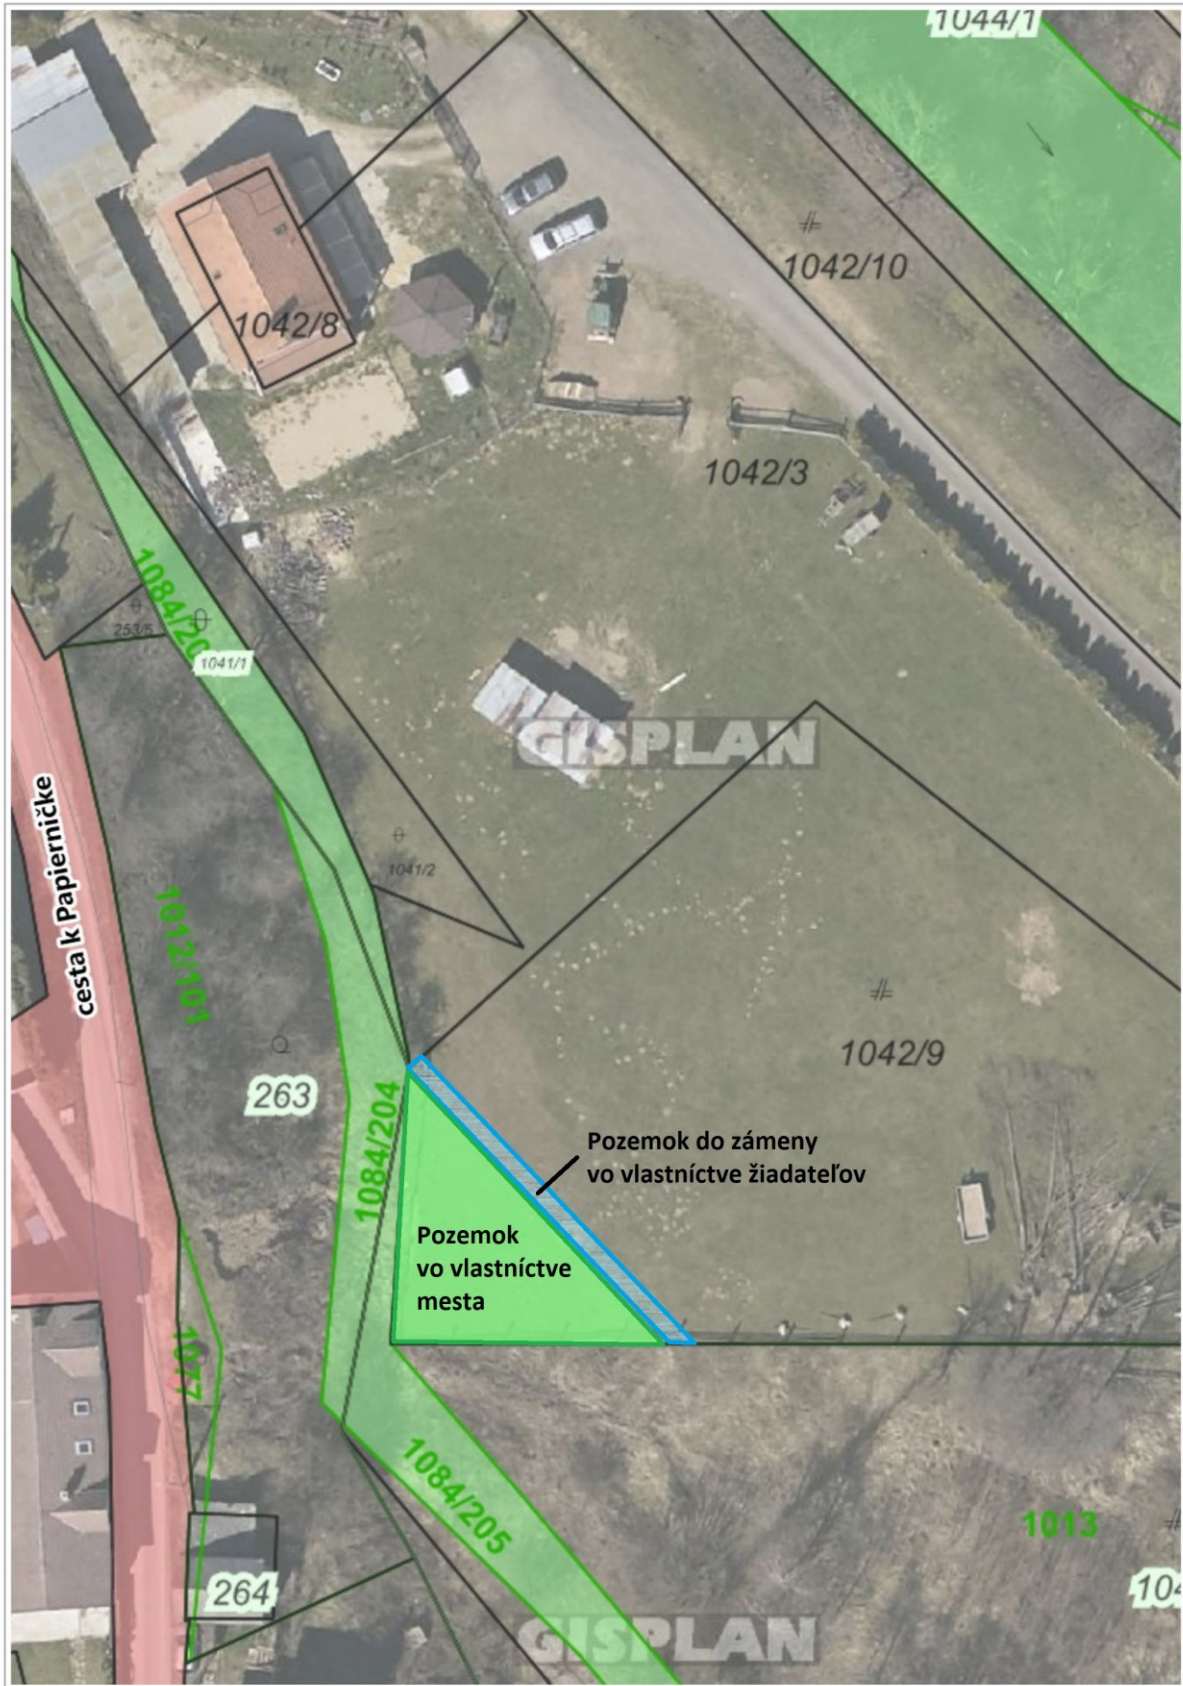 1044/1
1042/10
1042/8
1042/3
1084/20
253/5
1041/1
GISPLAN
cesta k Papierničke
1041/2
1012/101
1042/9
263
1084/204
Pozemok do zámeny
vo vlastníctve žiadateľov
Pozemok
vo vlastníctve
mesta
1077
1084/205
1013
264
104
GISPLAN